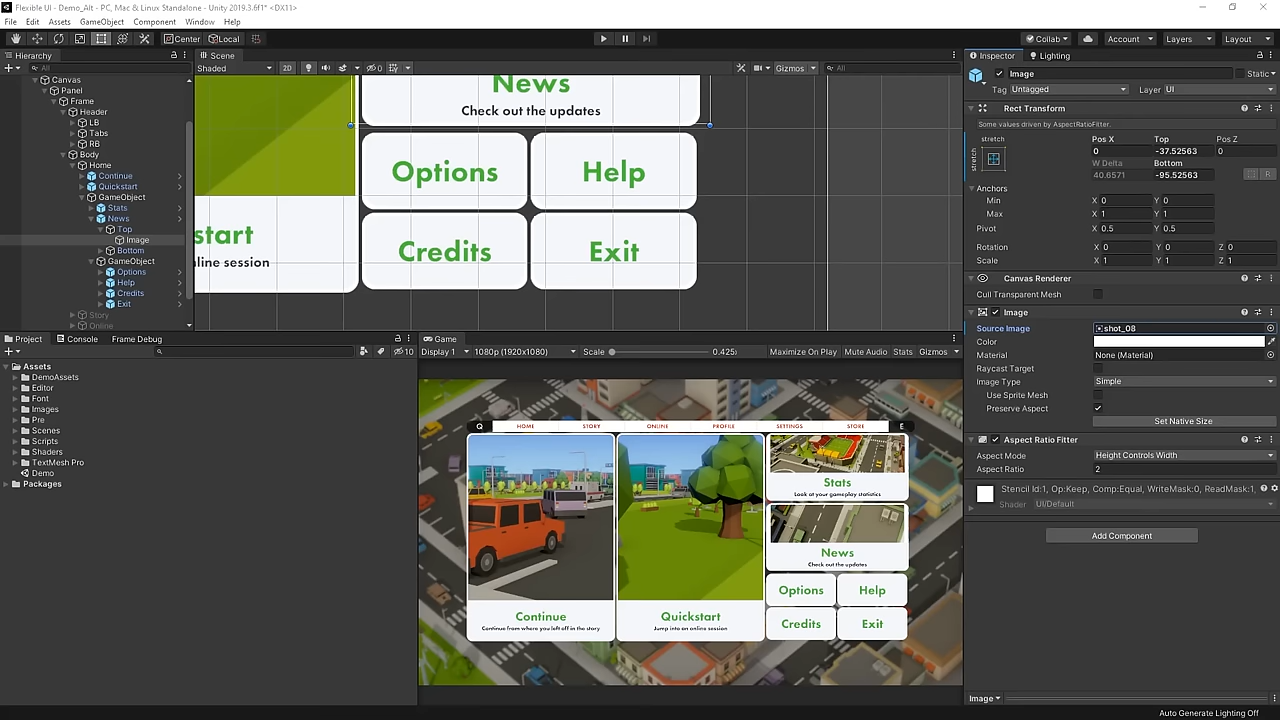 Flexible UI - Demo_Alt - PC, Mac & Linux Standalone - Unity 2019.3.6f1* <DX11>
File Edit Assets GameObject Component Window Help
Center Local
Collab Account Layers Layout
Hierarchy
All
Canvas
Panel
Frame
Header
LB
Tabs
RB
Body
Home
Continue
Quickstart
GameObject
Stats
News
Top
Image
Bottom
GameObject
Options
Help
Credits
Exit
Story
Online
Scene
Shaded 2D 0 Gizmos All
News
Check out the updates
Options Help
start
Credits Exit
nline session
Project Console Frame Debug
10
Assets
DemoAssets
Editor
Font
Images
Pre
Scenes
Scripts
Shaders
TextMesh Pro
Demo
Packages
Game
Display 1 1080p (1920x1080) Scale 0.425x Maximize On Play Mute Audio Stats Gizmos
Q HOME STORY ONLINE PROFILE SETTINGS STORE E
Stats
Look at your gameplay statistics
News
Check out the updates
Options Help
Continue
Continue from where you left off in the story
Quickstart
Jump into an online session
Credits Exit
Inspector Lighting
Image Static
Tag Untagged Layer UI
Rect Transform
Some values driven by AspectRatioFitter.
stretch
stretch
Pos X Top Pos Z
0 -37.52563 0
W Delta Bottom
40.6571 -95.52563 R
Anchors
Min X 0 Y 0
Max X 1 Y 1
Pivot X 0.5 Y 0.5
Rotation X 0 Y 0 Z 0
Scale X 1 Y 1 Z 1
Canvas Renderer
Cull Transparent Mesh
Image
Source Image shot_08
Color
Material None (Material)
Raycast Target
Image Type Simple
Use Sprite Mesh
Preserve Aspect
Set Native Size
Aspect Ratio Fitter
Aspect Mode Height Controls Width
Aspect Ratio 2
Stencil Id:1, Op:Keep, Comp:Equal, WriteMask:0, ReadMask:1,
Shader UI/Default
Add Component
Image
Auto Generate Lighting Off